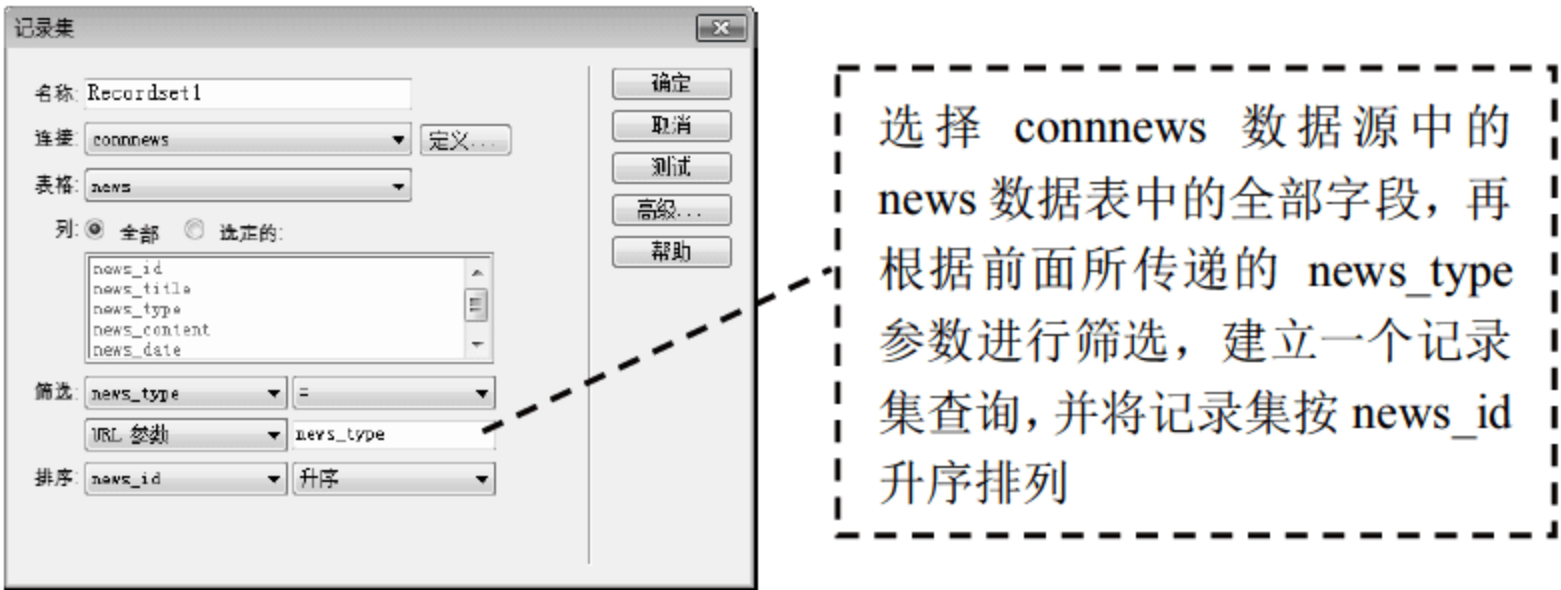 记录集
名称: Recordset1
连接: connnews 定义...
表格: news
列: 全部 选定的:
news_id
news_title
news_type
news_content
news_date
筛选: news_type =
URL 参数 news_type
排序: news_id 升序
确定
取消
测试
高级...
帮助
选择 connnews 数据源中的
news 数据表中的全部字段，再
根据前面所传递的 news_type
参数进行筛选，建立一个记录
集查询，并将记录集按 news_id
升序排列